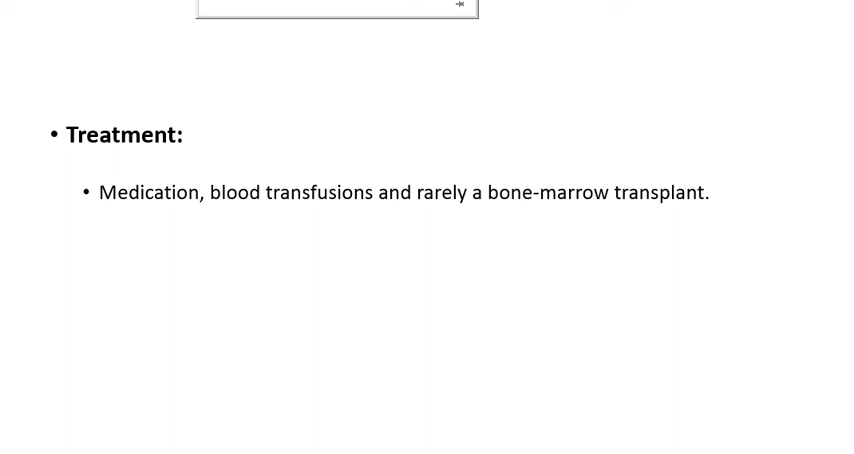 • Treatment:
• Medication, blood transfusions and rarely a bone-marrow transplant.